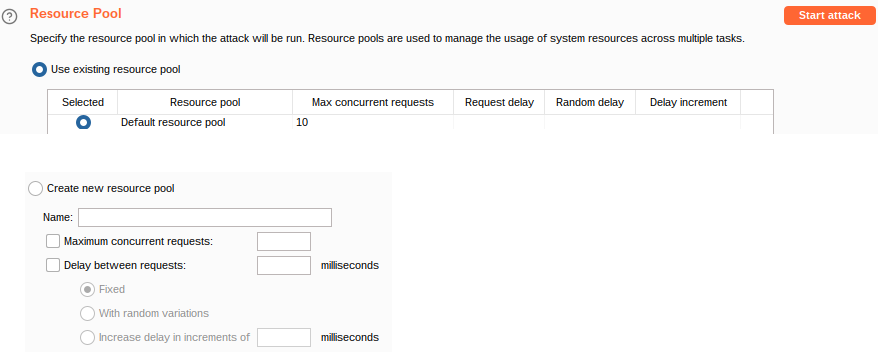 ? Resource Pool Start attack
Specify the resource pool in which the attack will be run. Resource pools are used to manage the usage of system resources across multiple tasks.
Use existing resource pool
Selected Resource pool Max concurrent requests Request delay Random delay Delay increment
Default resource pool 10
Create new resource pool
Name:
Maximum concurrent requests:
Delay between requests: milliseconds
Fixed
With random variations
Increase delay in increments of milliseconds